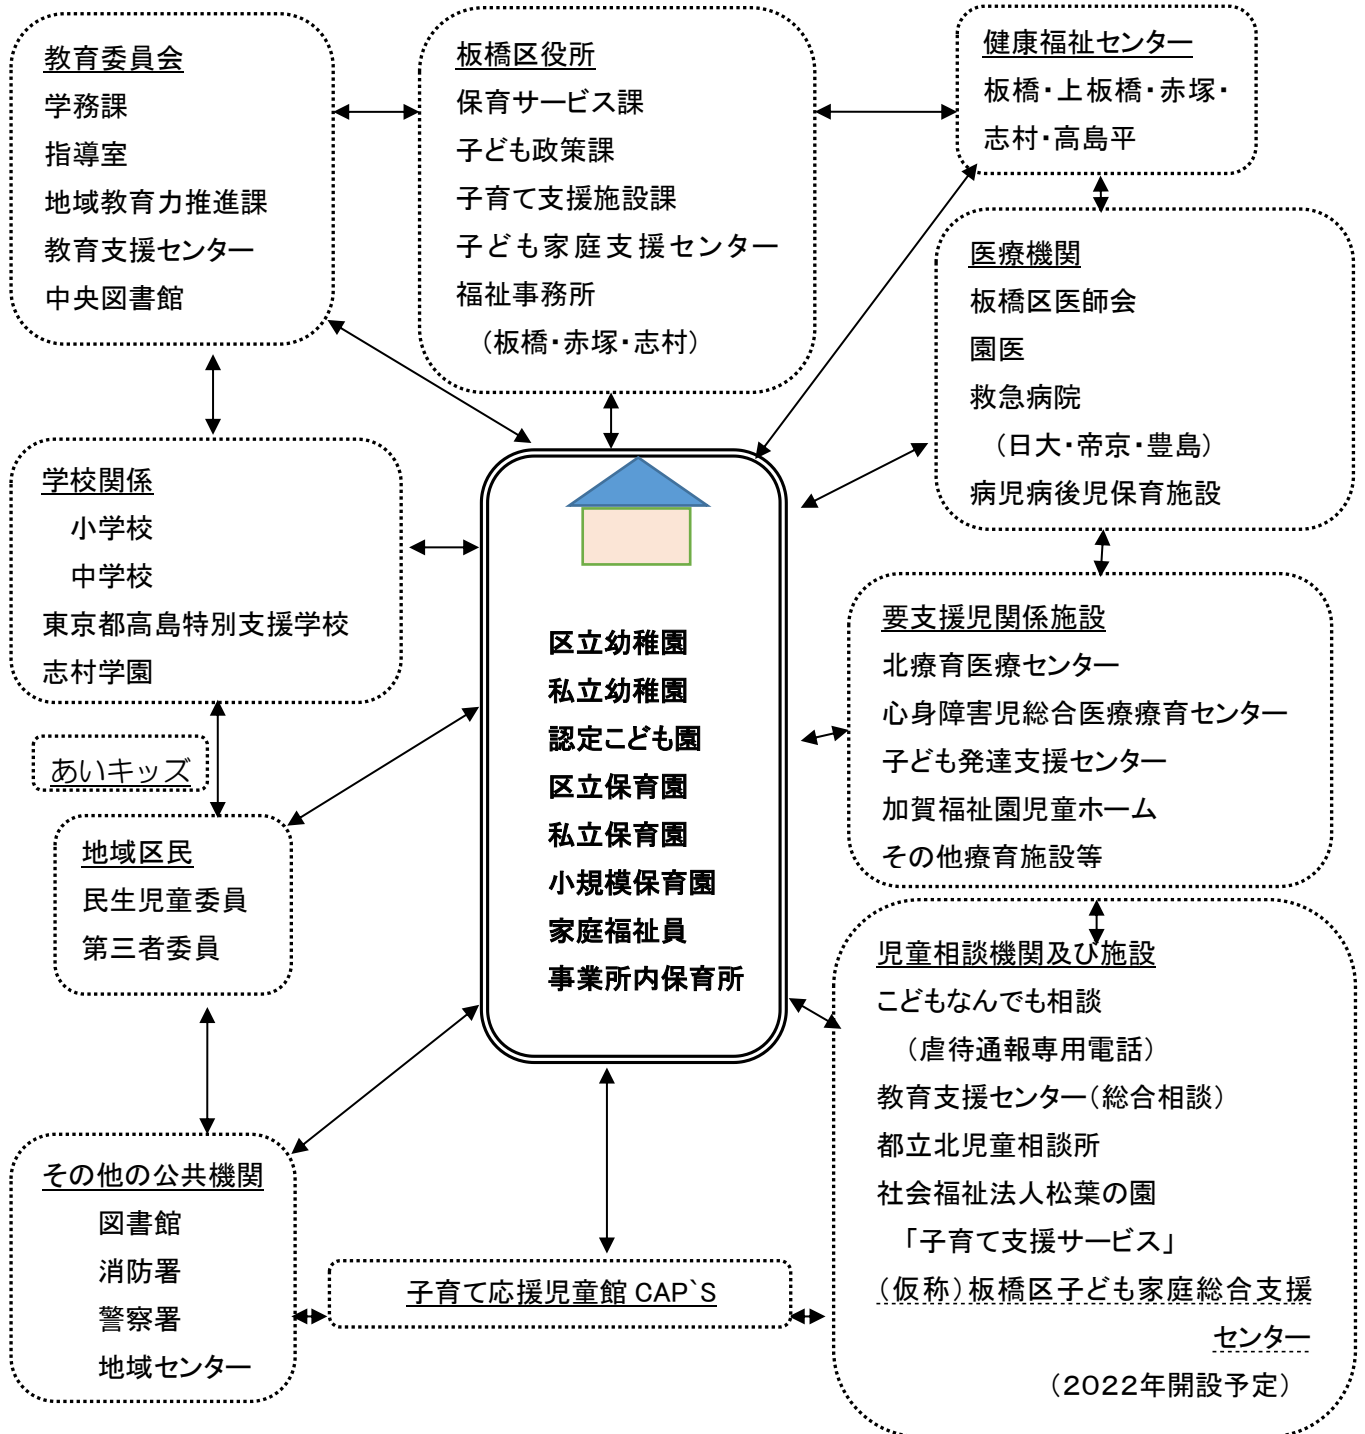 教育委員会
学務課
指導室
地域教育力推進課
教育支援センター
中央図書館
板橋区役所
保育サービス課
子ども政策課
子育て支援施設課
子ども家庭支援センター
福祉事務所
（板橋・赤塚・志村）
健康福祉センター
板橋・上板橋・赤塚・
志村・高島平
医療機関
板橋区医師会
園医
救急病院
（日大・帝京・豊島）
病児病後児保育施設
学校関係
小学校
中学校
東京都高島特別支援学校
志村学園
あいキッズ
地域区民
民生児童委員
第三者委員
区立幼稚園
私立幼稚園
認定こども園
区立保育園
私立保育園
小規模保育園
家庭福祉員
事業所内保育所
要支援児関係施設
北療育医療センター
心身障害児総合医療療育センター
子ども発達支援センター
加賀福祉園児童ホーム
その他療育施設等
児童相談機関及び施設
こどもなんでも相談
（虐待通報専用電話）
教育支援センター（総合相談）
都立北児童相談所
社会福祉法人松葉の園
「子育て支援サービス」
（仮称）板橋区子ども家庭総合支援
センター
（２０２２年開設予定）
その他の公共機関
図書館
消防署
警察署
地域センター
子育て応援児童館 CAP`S